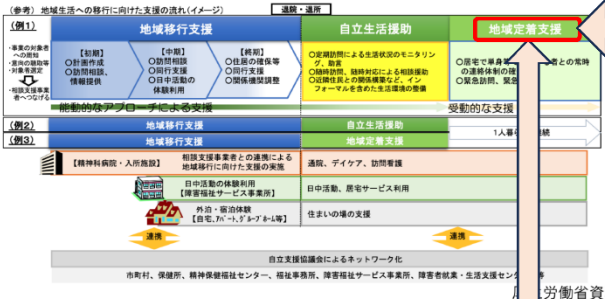 (参考) 地域生活への移行に向けた支援の流れ(イメージ)
退院・退所
(例1)
地域移行支援
自立生活援助
地域定着支援
・事業の対象者
への周知
・意向の聴取等
・対象者選定
・相談支援事業
者へつなげる
【初期】
○計画作成
○訪問相談、
情報提供
【中期】
○訪問相談
○同行支援
○日中活動の
体験利用
【終期】
○住居の確保等
○同行支援
○関係機関調整
○定期訪問による生活状況のモニタリン
グ、助言
○随時訪問、随時対応による相談援助
○近隣住民との関係構築など、イン
フォーマルを含めた生活環境の整備
○居宅で単身等
者との常時
の連絡体制の確
○緊急訪問、緊急
能動的なアプローチによる支援
受動的な支援
(例2)
地域移行支援
自立生活援助
(例3)
地域移行支援
地域定着支援
1人暮
続
【精神科病院・入所施設】
相談支援事業者との連携による
地域移行に向けた支援の実施
通院、デイケア、訪問看護
日中活動の体験利用
【障害福祉サービス事業所】
日中活動、居宅サービス利用
外泊・宿泊体験
【自宅、アパート、グループホーム等】
住まいの場の支援
連携
連携
自立支援協議会によるネットワーク化
市町村、保健所、精神保健福祉センター、福祉事務所、障害福祉サービス事業所、障害者就業・生活支援セン
等
労働省資